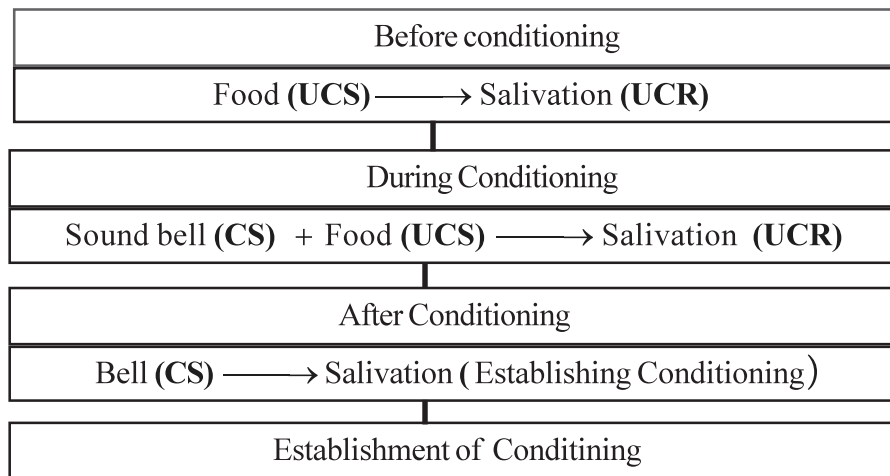 Before conditioning
Food (UCS) ⟶ Salivation (UCR)
During Conditioning
Sound bell (CS) + Food (UCS) ⟶ Salivation (UCR)
After Conditioning
Bell (CS) ⟶ Salivation ( Establishing Conditioning )
Establishment of Conditining